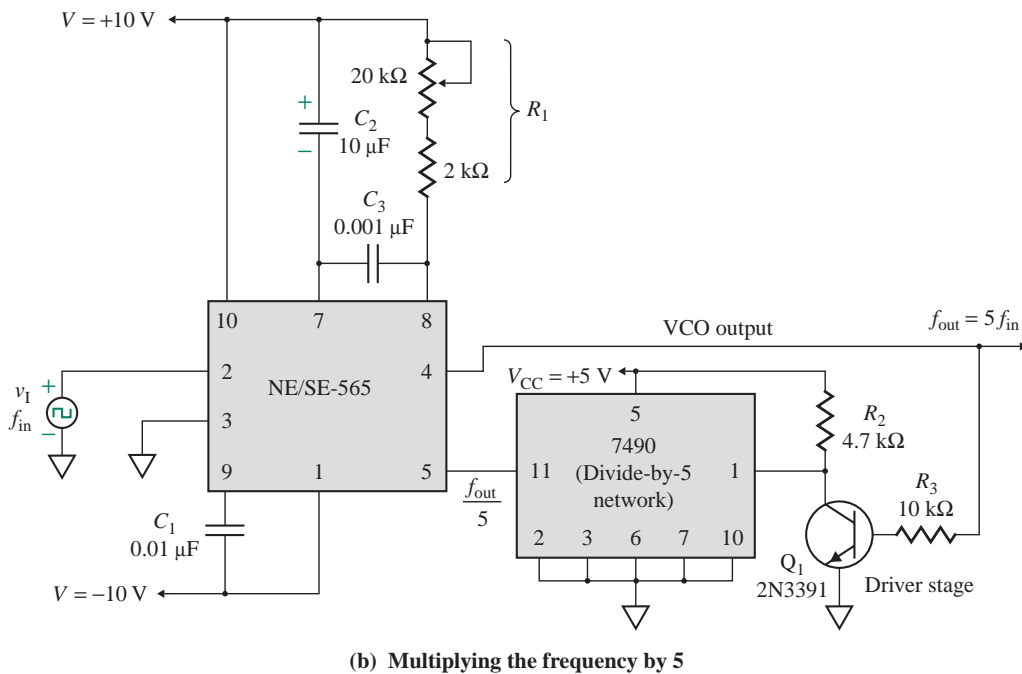 V = +10 V
20 kΩ
R1
+
C2
10 μF
−
2 kΩ
C3
0.001 μF
10
7
8
VCO output
fout = 5fin
2
4
NE/SE-565
+
vI
fin
−
3
VCC = +5 V
5
R2
4.7 kΩ
7490
(Divide-by-5
network)
9
1
5
fout
5
11
1
R3
10 kΩ
C1
0.01 μF
2
3
6
7
10
Q1
2N3391
Driver stage
V = −10 V
(b) Multiplying the frequency by 5